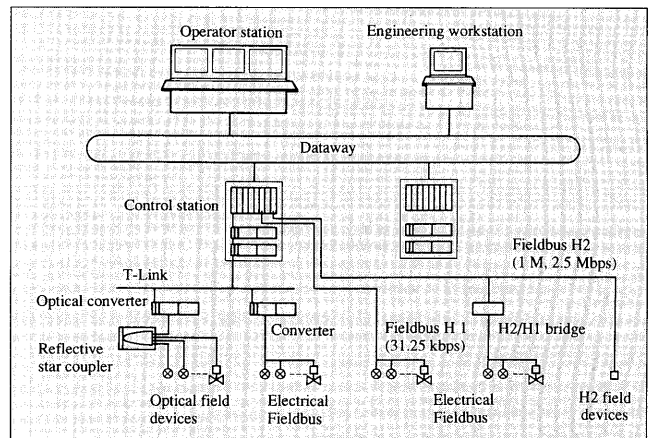 Operator station
Engineering workstation
Dataway
Control station
Fieldbus H2
(1 M, 2.5 Mbps)
T-Link
Optical converter
Converter
Fieldbus H 1
(31.25 kbps)
H2/H1 bridge
Reflective
star coupler
Optical field
devices
Electrical
Fieldbus
Electrical
Fieldbus
H2 field
devices